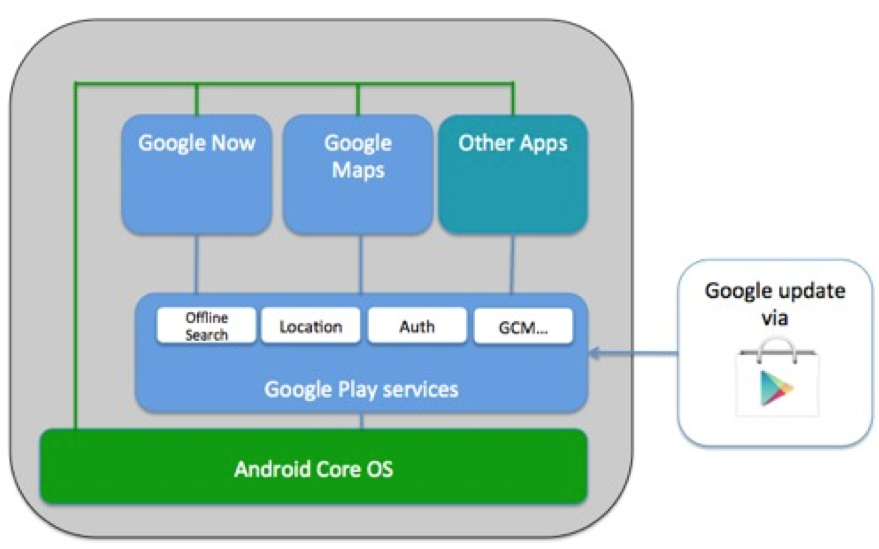 Google Now
Google
Maps
Other Apps
Google update
via
Offline
Search
Location
Auth
GCM...
Google Play services
Android Core OS